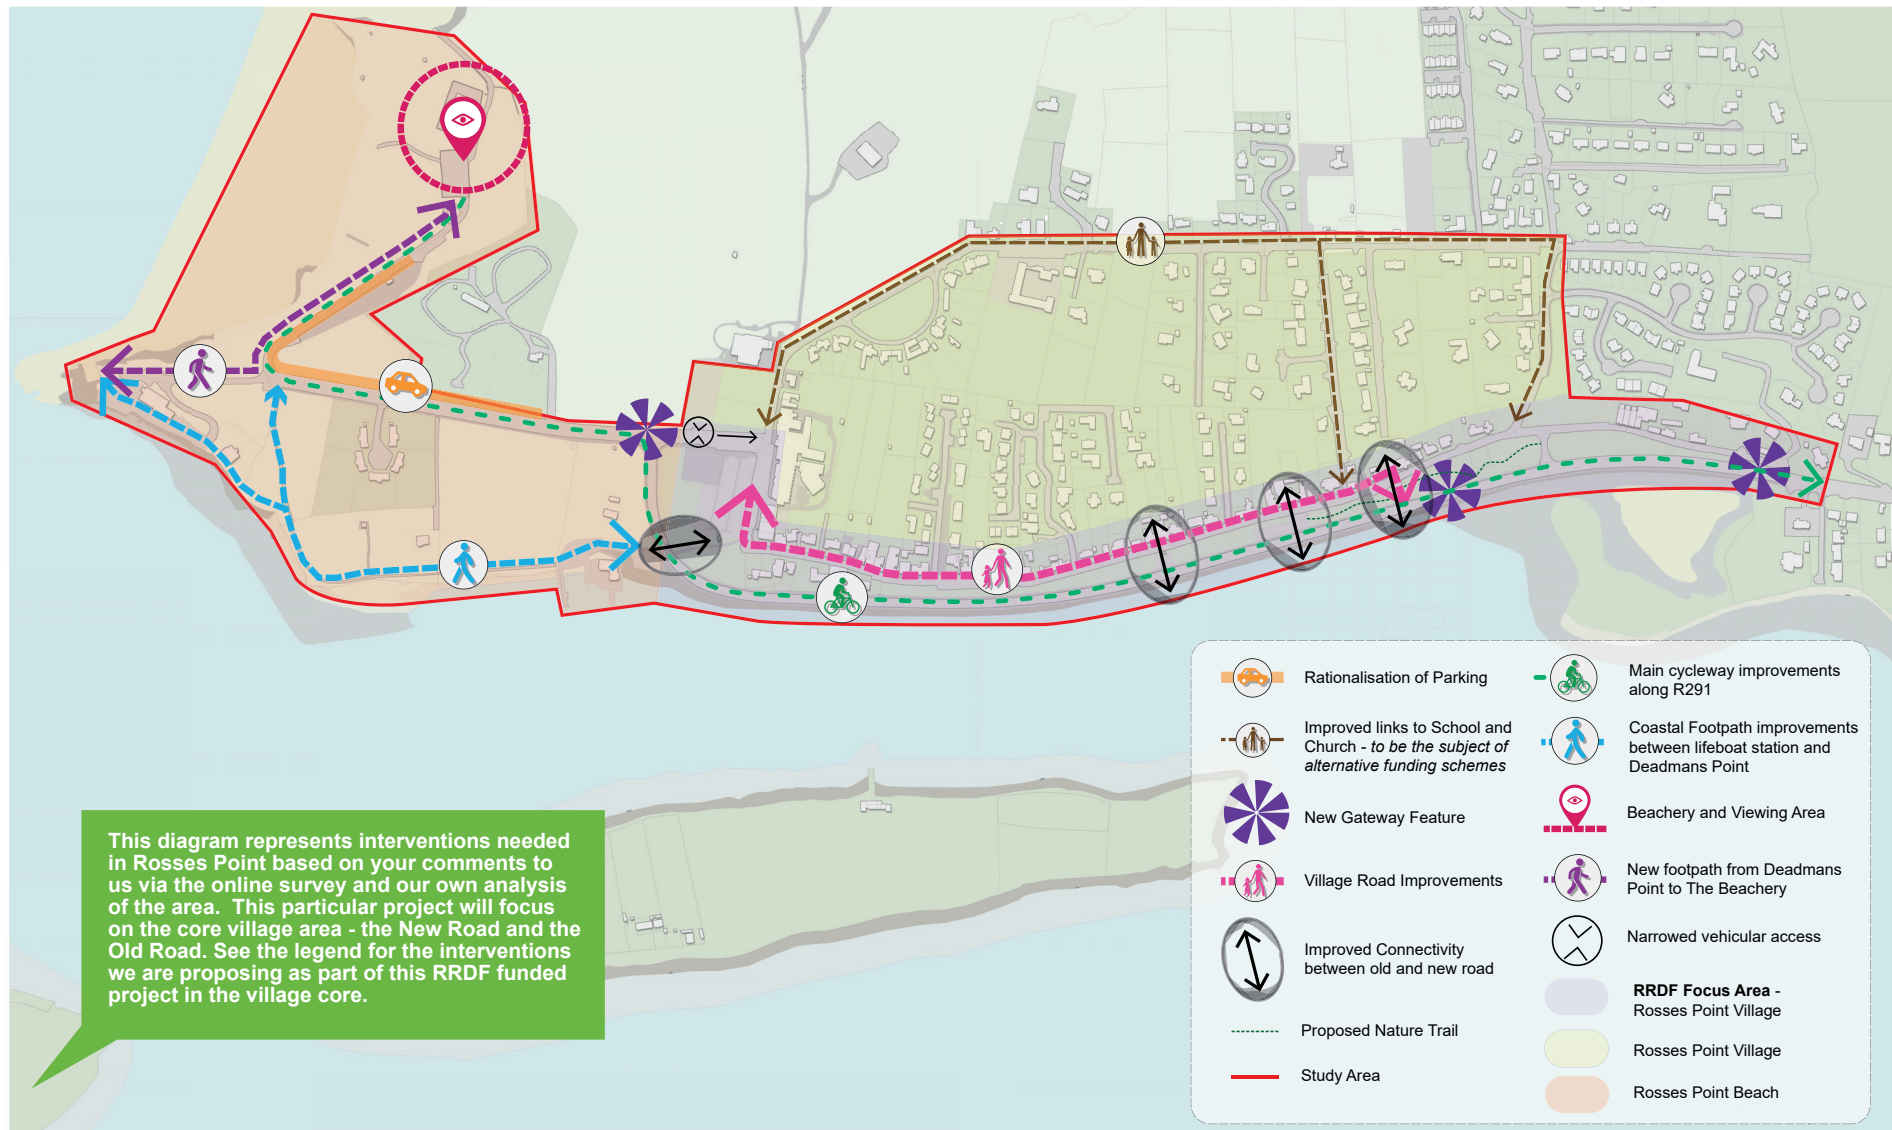 This diagram represents interventions needed
in Rosses Point based on your comments to
us via the online survey and our own analysis
of the area.  This particular project will focus
on the core village area - the New Road and the
Old Road. See the legend for the interventions
we are proposing as part of this RRDF funded
project in the village core.
Rationalisation of Parking
Improved links to School and
Church - to be the subject of
alternative funding schemes
New Gateway Feature
Village Road Improvements
Improved Connectivity
between old and new road
Proposed Nature Trail
Study Area
Main cycleway improvements
along R291
Coastal Footpath improvements
between lifeboat station and
Deadmans Point
Beachery and Viewing Area
New footpath from Deadmans
Point to The Beachery
Narrowed vehicular access
RRDF Focus Area -
Rosses Point Village
Rosses Point Village
Rosses Point Beach